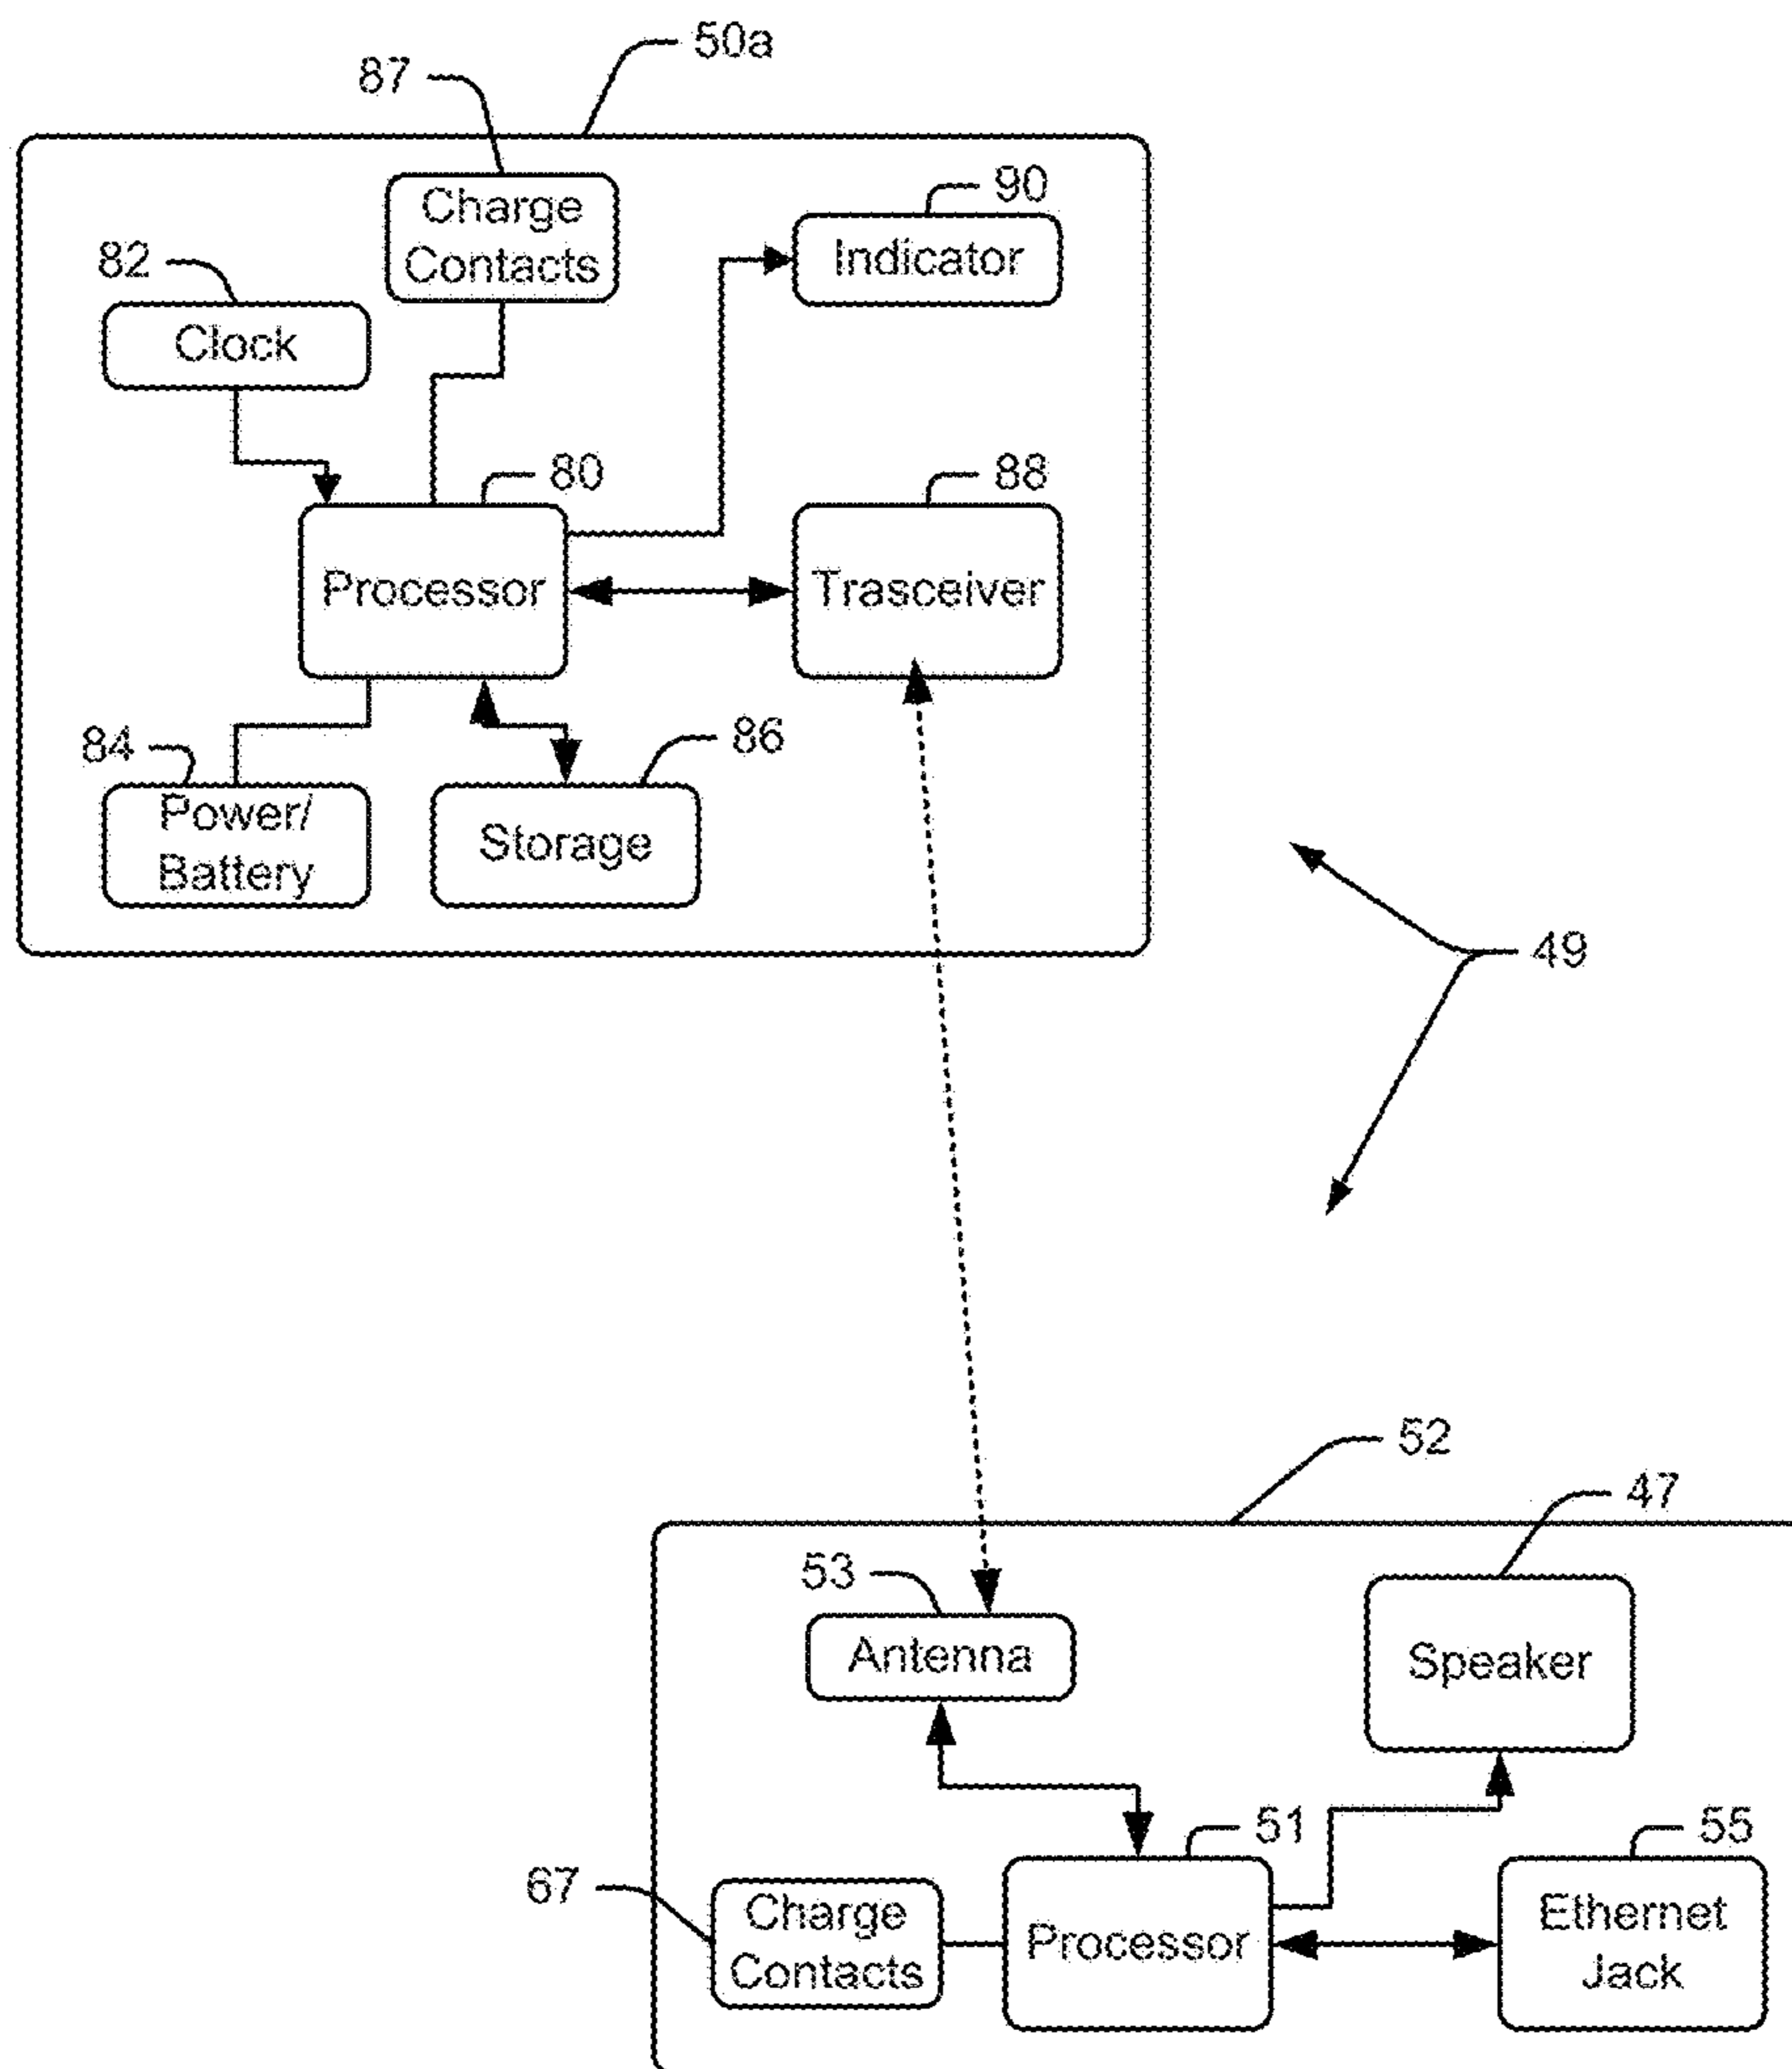 50a
87
Charge
Contacts
90
Indicator
82
Clock
80
Processor
88
Trasceiver
84
Power/
Battery
86
Storage
49
52
47
53
Antenna
Speaker
51
Processor
55
Ethernet
Jack
67
Charge
Contacts